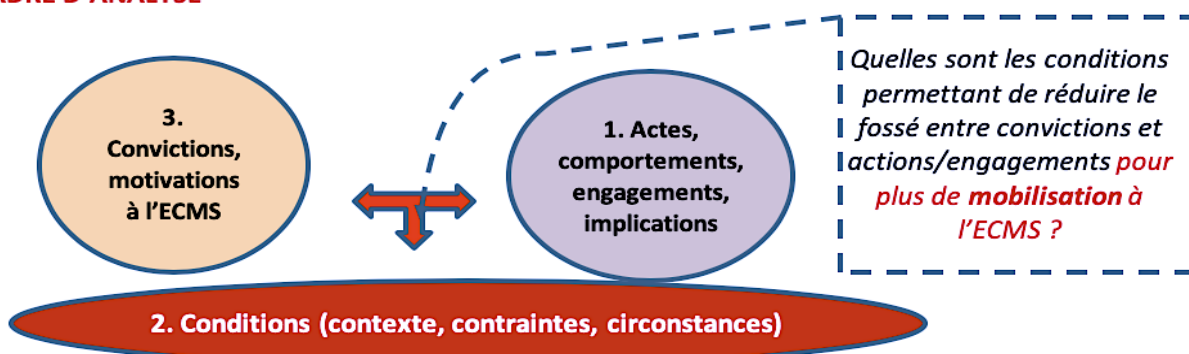 3.
Convictions,
motivations
à l'ECMS
1. Actes,
comportements,
engagements,
implications
Quelles sont les conditions
permettant de réduire le
fossé entre convictions et
actions/engagements pour
plus de mobilisation à
l'ECMS ?
2. Conditions (contexte, contraintes, circonstances)